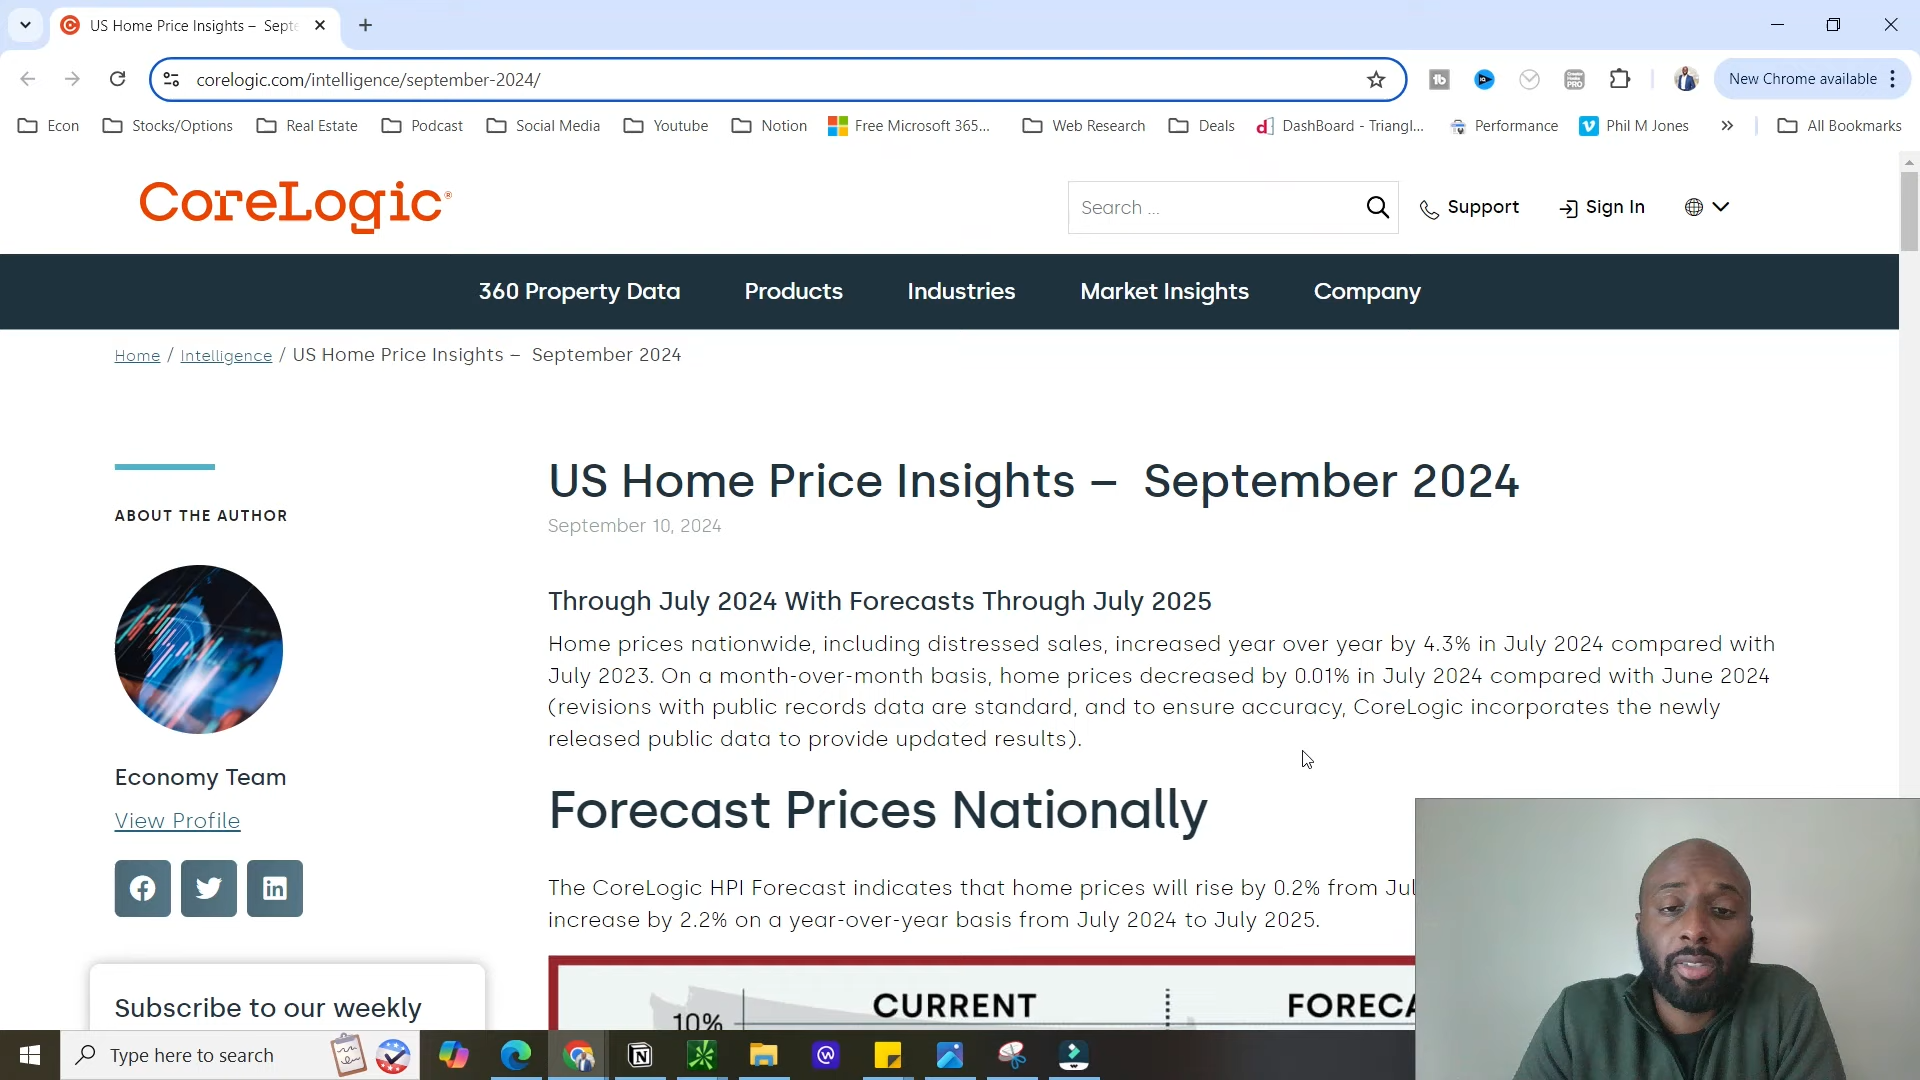 US Home Price Insights – Septe
corelogic.com/intelligence/september-2024/
New Chrome available
Econ
Stocks/Options
Real Estate
Podcast
Social Media
Youtube
Notion
Free Microsoft 365...
Web Research
Deals
DashBoard - Triangl...
Performance
Phil M Jones
All Bookmarks
CoreLogic
Search ...
Support
Sign In
360 Property Data
Products
Industries
Market Insights
Company
Home / Intelligence / US Home Price Insights – September 2024
US Home Price Insights – September 2024
September 10, 2024
ABOUT THE AUTHOR
Economy Team
View Profile
Subscribe to our weekly
Through July 2024 With Forecasts Through July 2025
Home prices nationwide, including distressed sales, increased year over year by 4.3% in July 2024 compared with
July 2023. On a month-over-month basis, home prices decreased by 0.01% in July 2024 compared with June 2024
(revisions with public records data are standard, and to ensure accuracy, CoreLogic incorporates the newly
released public data to provide updated results).
Forecast Prices Nationally
The CoreLogic HPI Forecast indicates that home prices will rise by 0.2% from Jul
increase by 2.2% on a year-over-year basis from July 2024 to July 2025.
CURRENT
FORECA
10%
Type here to search